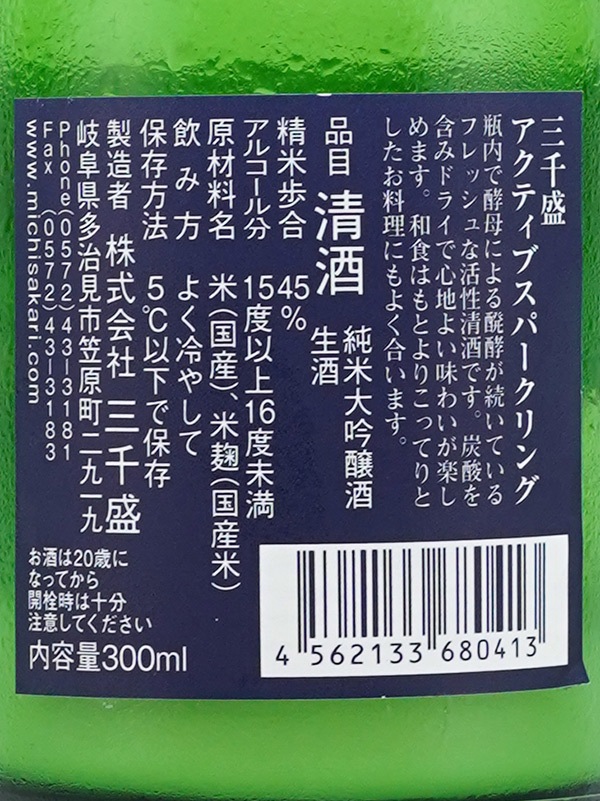 三千盛
アクティブスパークリング
瓶内で酵母による醗酵が続いている
フレッシュな活性清酒です。炭酸を
含みドライで心地よい味わいが楽し
めます。和食はもとよりこってりと
したお料理にもよく合います。
品目 清酒 純米大吟醸酒
生酒
精米歩合 45%
アルコール分 15度以上16度未満
原材料名 米(国産)、米麹(国産米)
飲み方 よく冷やして
保存方法 5℃以下で保存
製造者 株式会社 三千盛
岐阜県多治見市笠原町二九一九
Phone(0572)43-3181
Fax (0572)43-3183
www.michisakari.com
お酒は20歳に
なってから
開栓時は十分
注意してください
内容量300ml
4 562133 680413